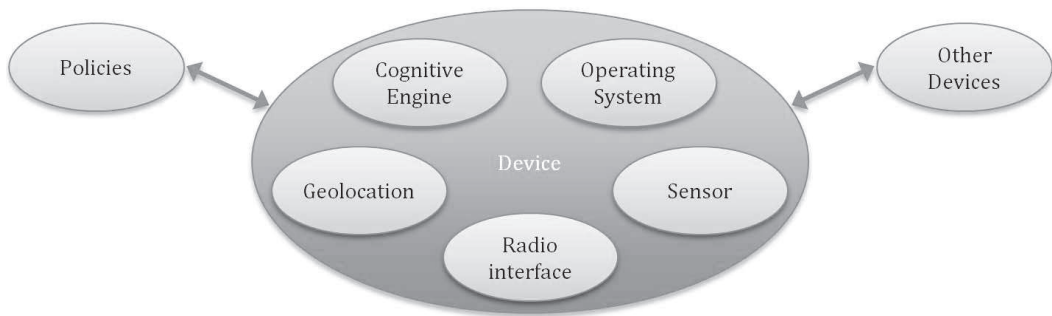 Policies
Cognitive
Engine
Operating
System
Other
Devices
Device
Geolocation
Sensor
Radio
interface